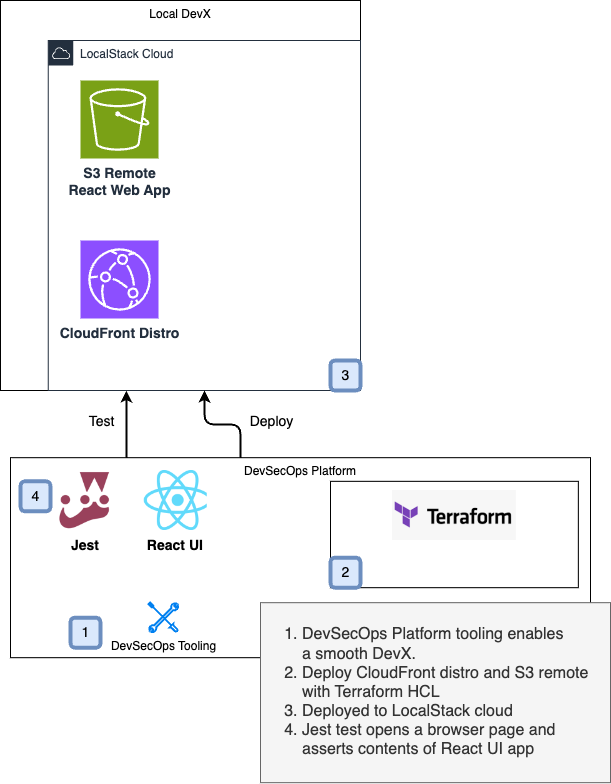 Local DevX
LocalStack Cloud
S3 Remote
React Web App
CloudFront Distro
3
Test
Deploy
DevSecOps Platform
4
Jest
React UI
Terraform
2
1
DevSecOps Tooling
1. DevSecOps Platform tooling enables
a smooth DevX.
2. Deploy CloudFront distro and S3 remote
with Terraform HCL
3. Deployed to LocalStack cloud
4. Jest test opens a browser page and
asserts contents of React UI app